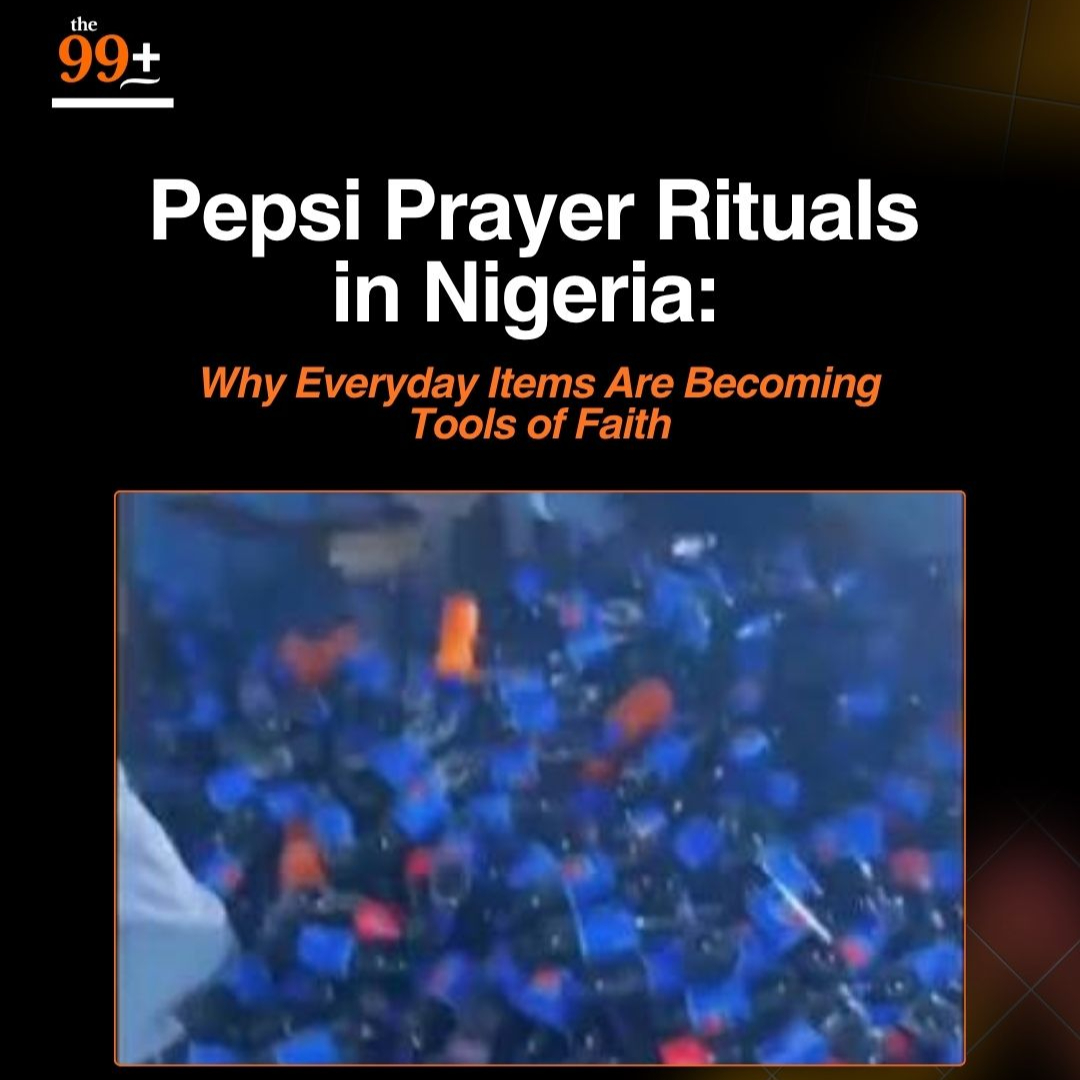 the
99+
Pepsi Prayer Rituals
in Nigeria:
Why Everyday Items Are Becoming
Tools of Faith